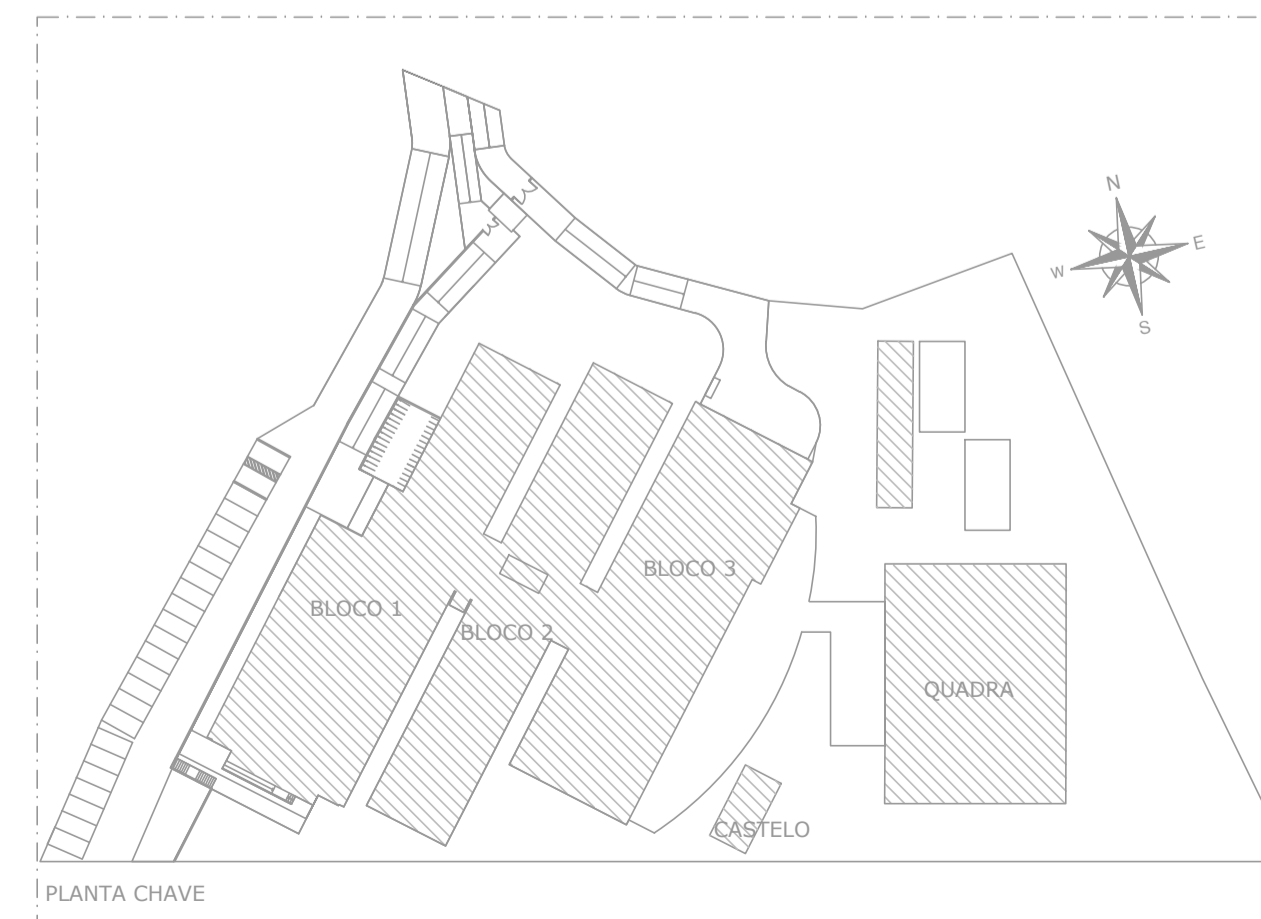 N
W E
S
BLOCO 3
BLOCO 1
BLOCO 2
QUADRA
CASTELO
PLANTA CHAVE